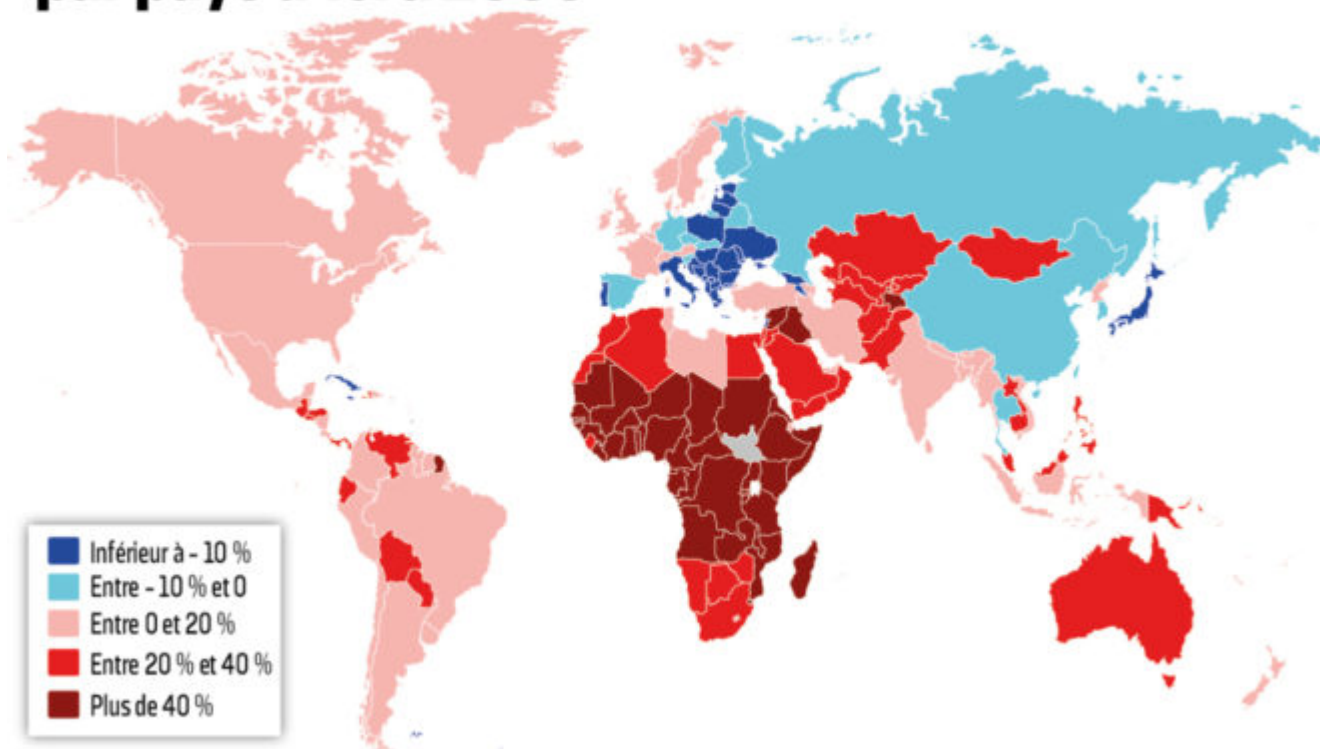 Inférieur à - 10 %
Entre - 10 % et 0
Entre 0 et 20 %
Entre 20 % et 40 %
Plus de 40 %